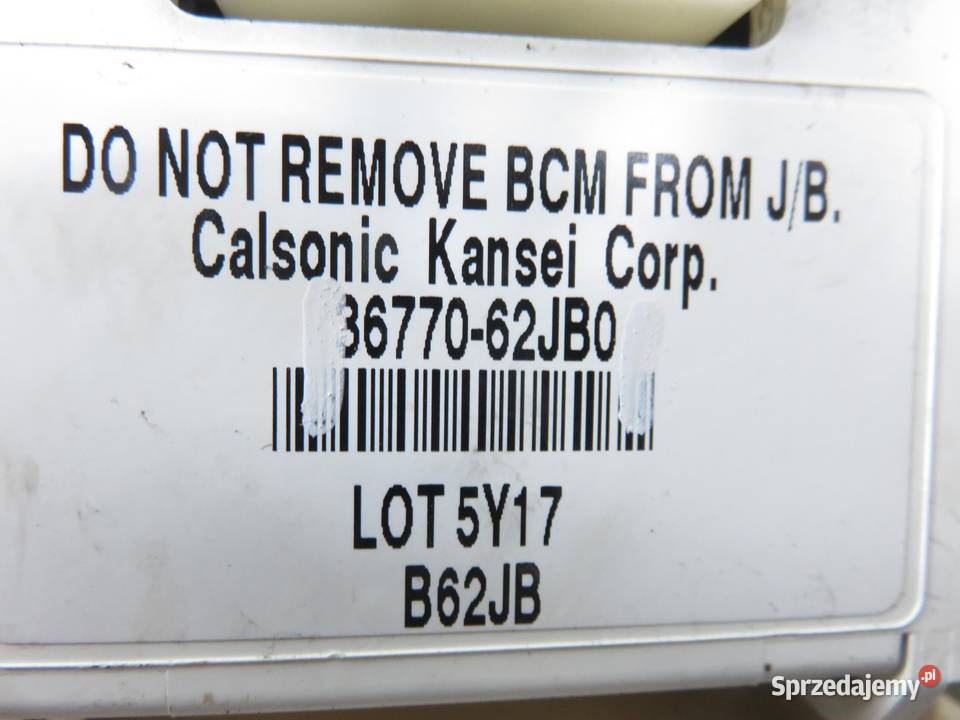 DO NOT REMOVE BCM FROM J/B.
Calsonic Kansei Corp.
36770-62JB0
LOT 5Y17
B62JB
Sprzedajemy.pl